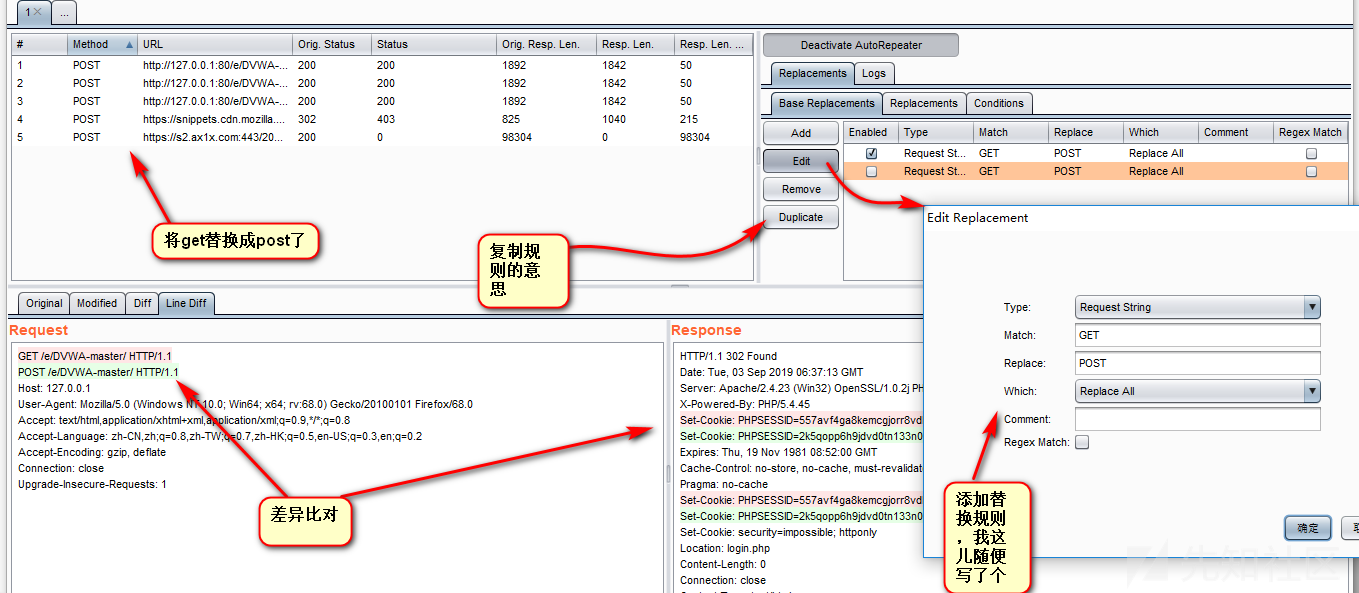 1 ...
# Method URL Orig. Status Status Orig. Resp. Len. Resp. Len. Resp. Len. ...
1 POST http://127.0.0.1:80/e/DVWA-... 200 200 1892 1842 50
2 POST http://127.0.0.1:80/e/DVWA-... 200 200 1892 1842 50
3 POST http://127.0.0.1:80/e/DVWA-... 200 200 1892 1842 50
4 POST https://snippets.cdn.mozilla.... 302 403 825 1040 215
5 POST https://s2.ax1x.com:443/20... 200 0 98304 0 98304
将get替换成post了
复制规
则的意
思
Deactivate AutoRepeater
Replacements Logs
Base Replacements Replacements Conditions
Add
Edit
Remove
Duplicate
Enabled Type Match Replace Which Comment Regex Match
Request St... GET POST Replace All
Request St... GET POST Replace All
Original Modified Diff Line Diff
Request
GET /e/DVWA-master/ HTTP/1.1
POST /e/DVWA-master/ HTTP/1.1
Host: 127.0.0.1
User-Agent: Mozilla/5.0 (Windows NT 10.0; Win64; x64; rv:68.0) Gecko/20100101 Firefox/68.0
Accept: text/html,application/xhtml+xml,application/xml;q=0.9,*/*;q=0.8
Accept-Language: zh-CN,zh;q=0.8,zh-TW;q=0.7,zh-HK;q=0.5,en-US;q=0.3,en;q=0.2
Accept-Encoding: gzip, deflate
Connection: close
Upgrade-Insecure-Requests: 1
差异比对
Response
HTTP/1.1 302 Found
Date: Tue, 03 Sep 2019 06:37:13 GMT
Server: Apache/2.4.23 (Win32) OpenSSL/1.0.2j PH
X-Powered-By: PHP/5.4.45
Set-Cookie: PHPSESSID=557avf4ga8kemcgjorr8vd
Set-Cookie: PHPSESSID=2k5qopp6h9jdvd0tn133n0
Expires: Thu, 19 Nov 1981 08:52:00 GMT
Cache-Control: no-store, no-cache, must-revalidat
Pragma: no-cache
Set-Cookie: PHPSESSID=557avf4ga8kemcgjorr8vd
Set-Cookie: PHPSESSID=2k5qopp6h9jdvd0tn133n0
Set-Cookie: security=impossible; httponly
Location: login.php
Content-Length: 0
Connection: close
Edit Replacement
Type: Request String
Match: GET
Replace: POST
Which: Replace All
Comment:
Regex Match:
添加替
换规则
，我这
儿随便
写了个
确定
先知社区